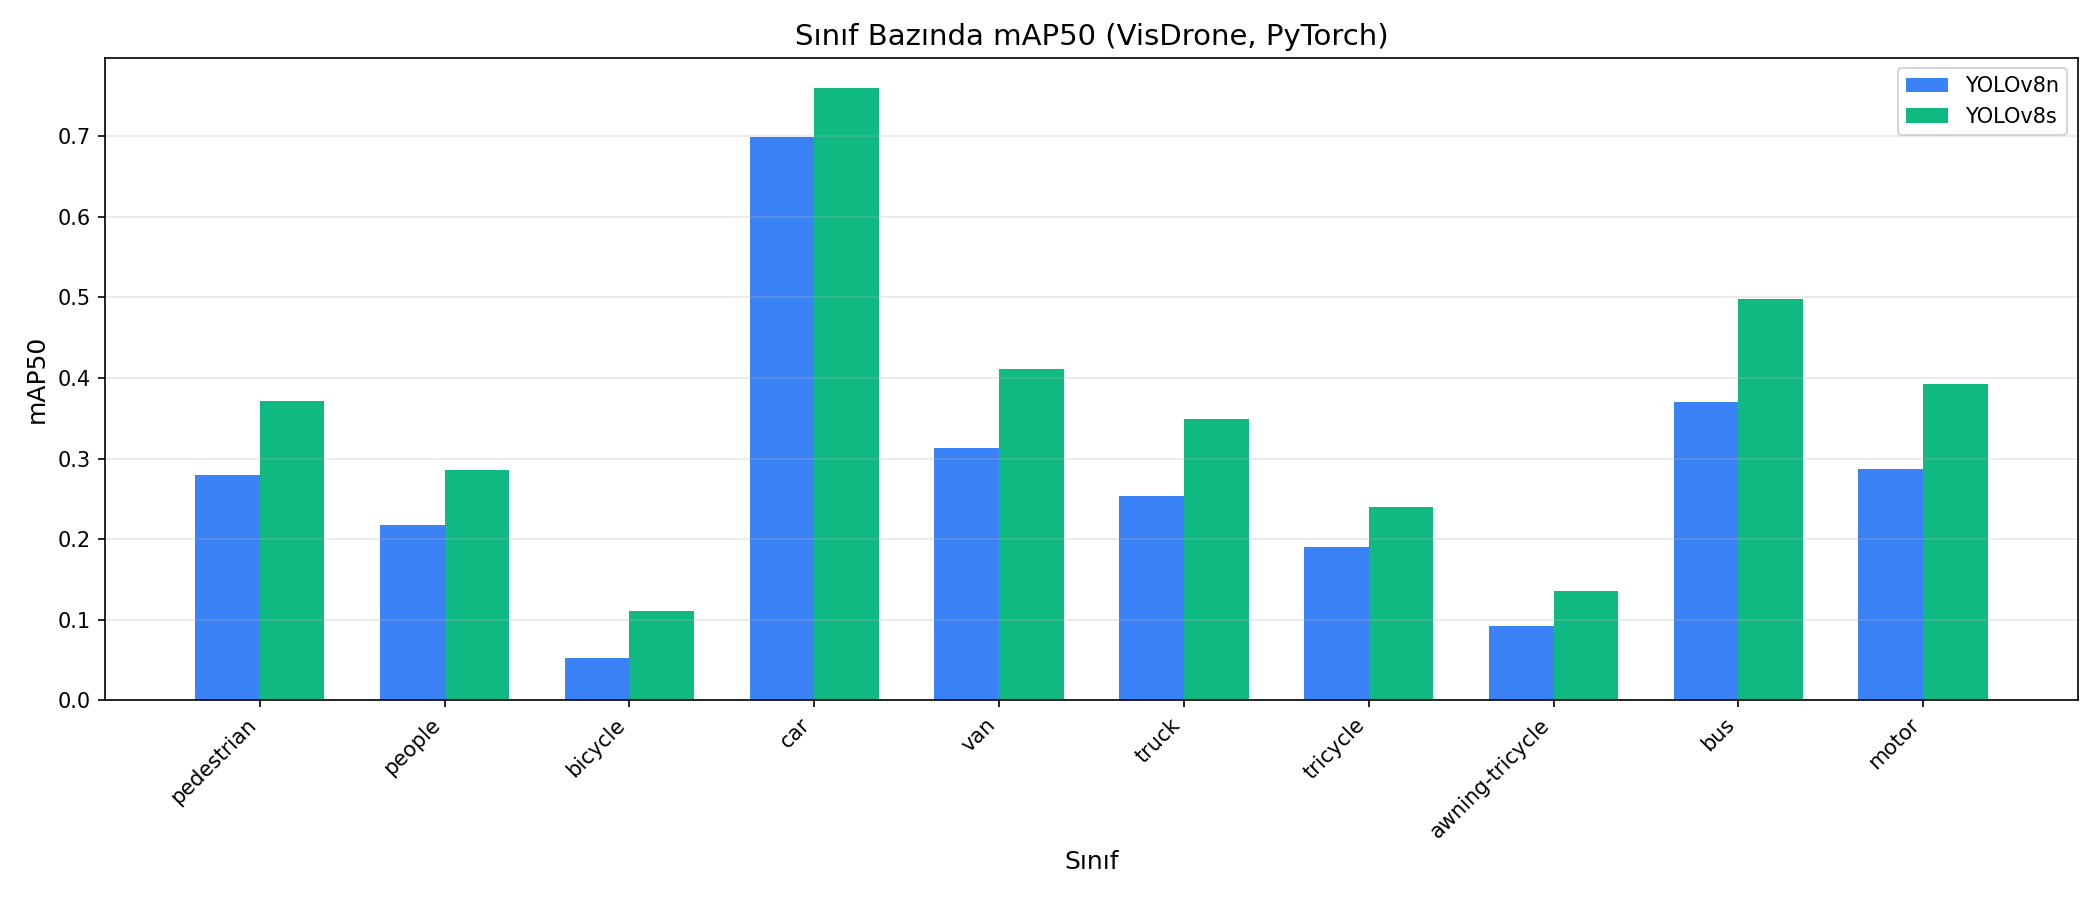 Sınıf Bazında mAP50 (VisDrone, PyTorch)
YOLOv8n
YOLOv8s
mAP50
0.7
0.6
0.5
0.4
0.3
0.2
0.1
0.0
pedestrian
people
bicycle
car
van
truck
tricycle
awning-tricycle
bus
motor
Sınıf